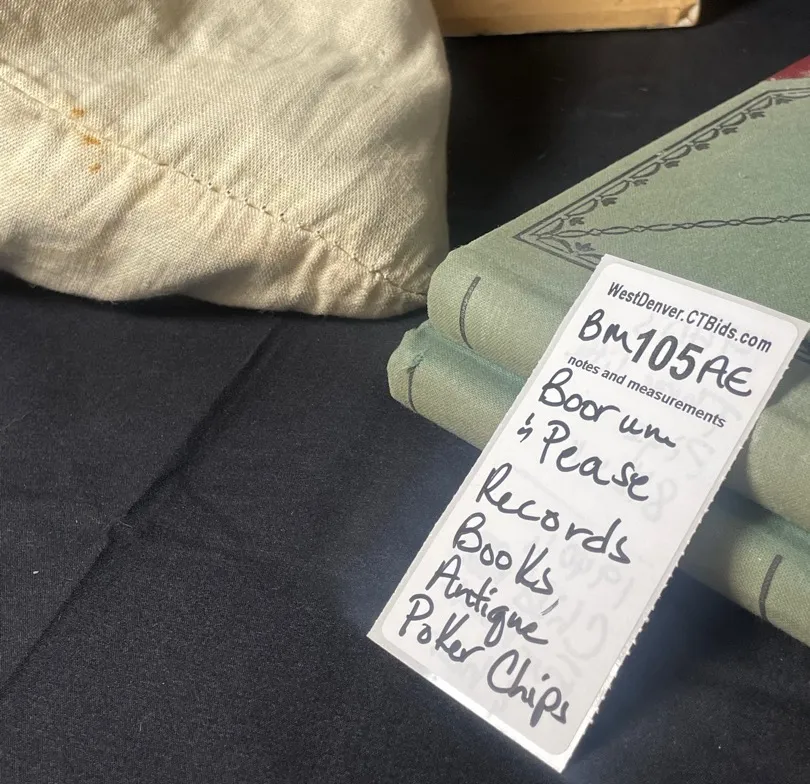 WestDenver.CTBids.com
BM105AE
notes and measurements
Boorum
& Pease
Records
Books,
Antique
Poker Chips